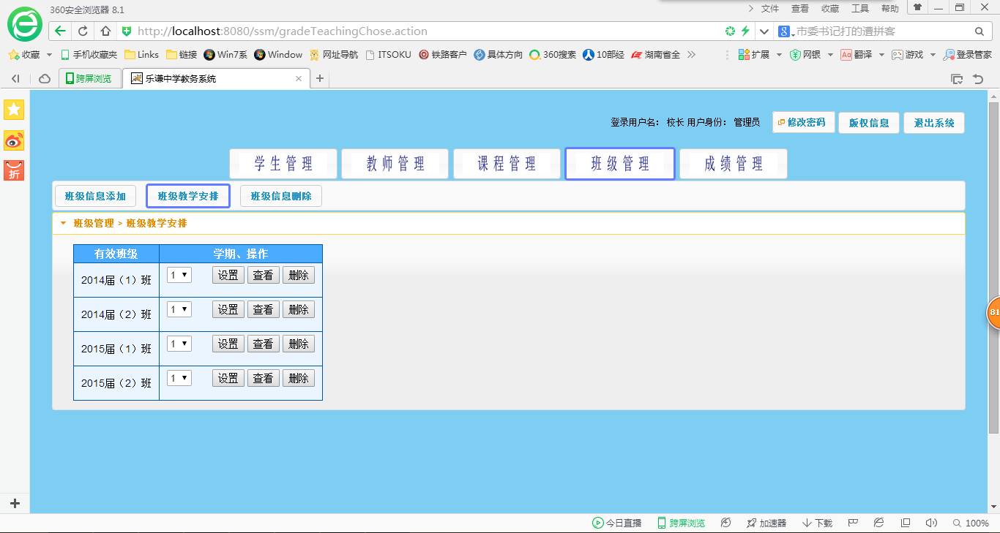 360安全浏览器 8.1
文件 查看 收藏 工具 帮助
http://localhost:8080/ssm/gradeTeachingChose.action
市委书记打的遭拼客
收藏 手机收藏夹 Links 链接 Win7系 Window 网址导航 ITSOKU 铁路客户 具体方向 360搜索 10部经 湖南省全 扩展 网银 翻译 游戏 登录管家
跨屏浏览 乐谦中学教务系统
登录用户名： 校长 用户身份： 管理员 修改密码 版权信息 退出系统
学生管理 教师管理 课程管理 班级管理 成绩管理
班级信息添加 班级教学安排 班级信息删除
班级管理 > 班级教学安排
有效班级 学期、操作
2014届（1）班 1 设置 查看 删除
2014届（2）班 1 设置 查看 删除
2015届（1）班 1 设置 查看 删除
2015届（2）班 1 设置 查看 删除
折
81
今日直播 跨屏浏览 加速器 下载 100%